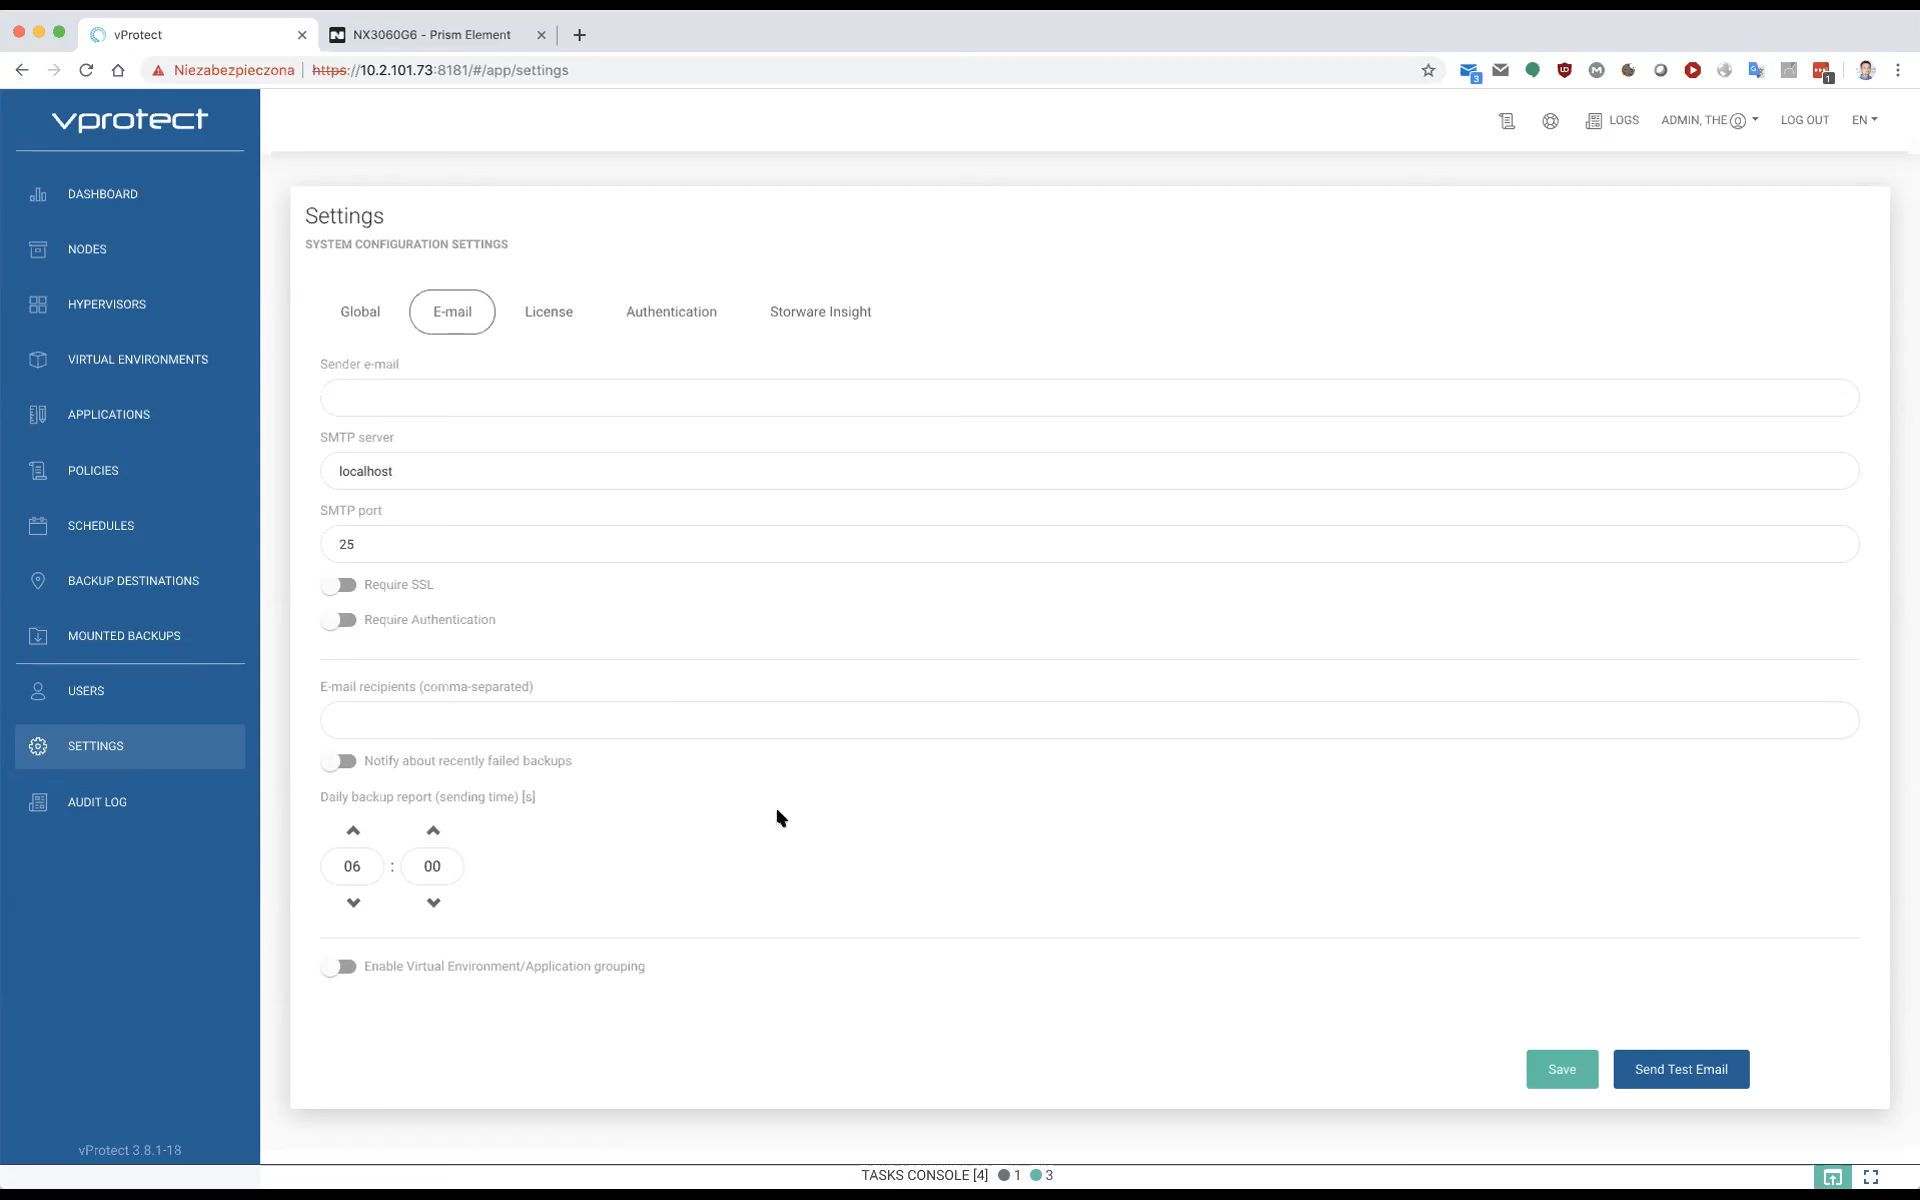 vProtect
NX3060G6 - Prism Element
Niezabezpieczona
https://10.2.101.73:8181/#/app/settings
3
1
vprotect
LOGS
ADMIN, THE
LOG OUT
EN
DASHBOARD
NODES
HYPERVISORS
VIRTUAL ENVIRONMENTS
APPLICATIONS
POLICIES
SCHEDULES
BACKUP DESTINATIONS
MOUNTED BACKUPS
USERS
SETTINGS
AUDIT LOG
vProtect 3.8.1-18
Settings
SYSTEM CONFIGURATION SETTINGS
Global
E-mail
License
Authentication
Storware Insight
Sender e-mail
SMTP server
localhost
SMTP port
25
Require SSL
Require Authentication
E-mail recipients (comma-separated)
Notify about recently failed backups
Daily backup report (sending time) [s]
06 : 00
Enable Virtual Environment/Application grouping
Save
Send Test Email
TASKS CONSOLE [4] 1 3